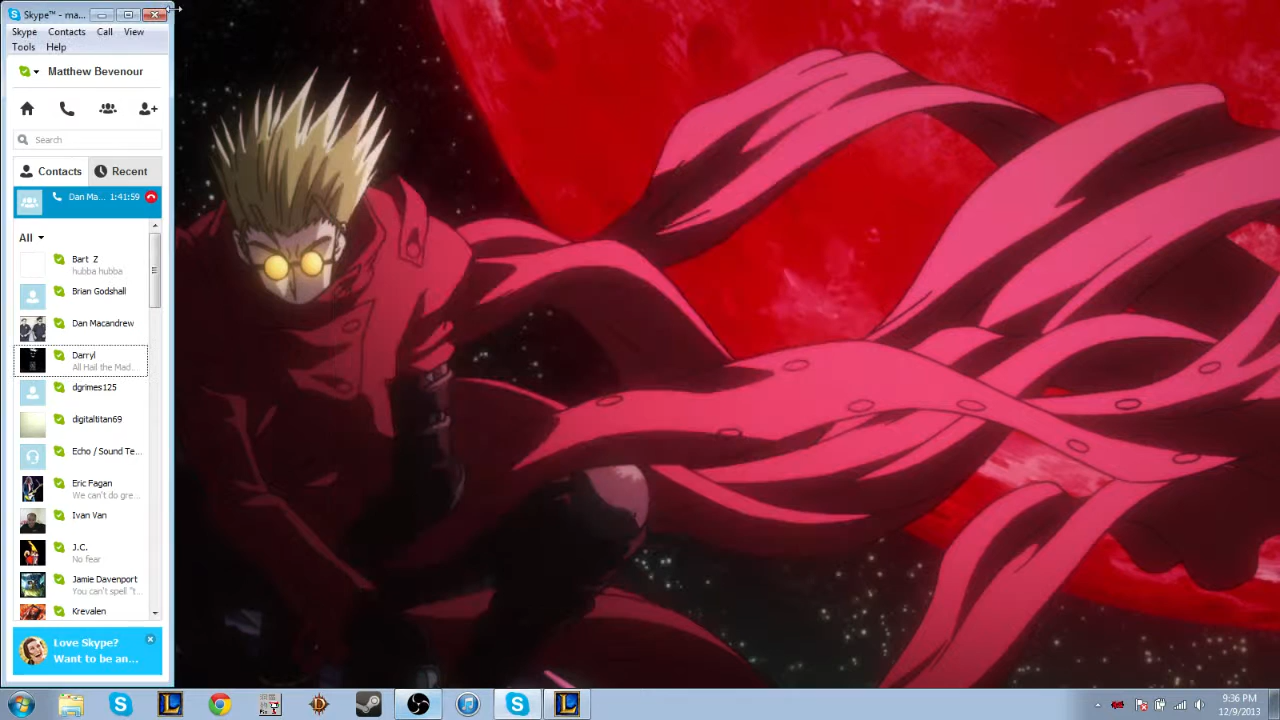 Skype™ - ma...
Skype Contacts Call View
Tools Help
Matthew Bevenour
Search
Contacts Recent
Dan Ma... 1:41:59
All
Bart Z
hubba hubba
Brian Godshall
Dan Macandrew
Darryl
All Hail the Mad...
dgrimes125
digitaltitan69
Echo / Sound Te...
Eric Fagan
We can't do gre...
Ivan Van
J.C.
No fear
Jamie Davenport
You can't spell "t...
Krevalen
Love Skype?
Want to be an...
9:36 PM
12/9/2013